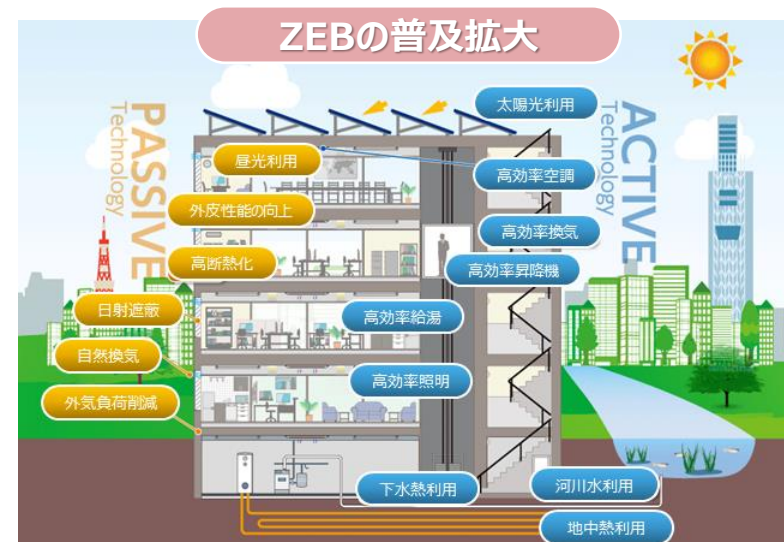 ZEBの普及拡大
PASSIVE
Technology
ACTIVE
Technology
太陽光利用
昼光利用
高効率空調
外皮性能の向上
高効率換気
高断熱化
高効率昇降機
日射遮蔽
高効率給湯
自然換気
高効率照明
外気負荷削減
下水熱利用
河川水利用
地中熱利用